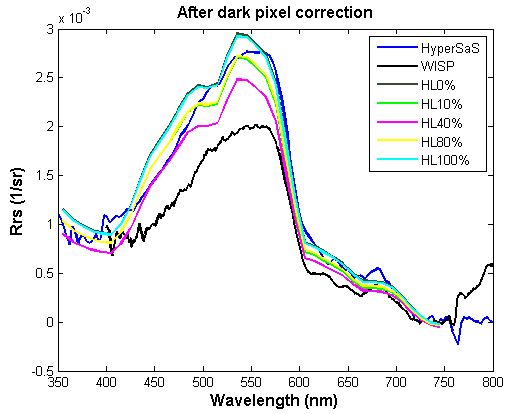 After dark pixel correction
x 10⁻³
3
2.5
2
1.5
1
0.5
0
-0.5
Rrs (1/sr)
350 400 450 500 550 600 650 700 750 800
Wavelength (nm)
HyperSaS
WISP
HL0%
HL10%
HL40%
HL80%
HL100%